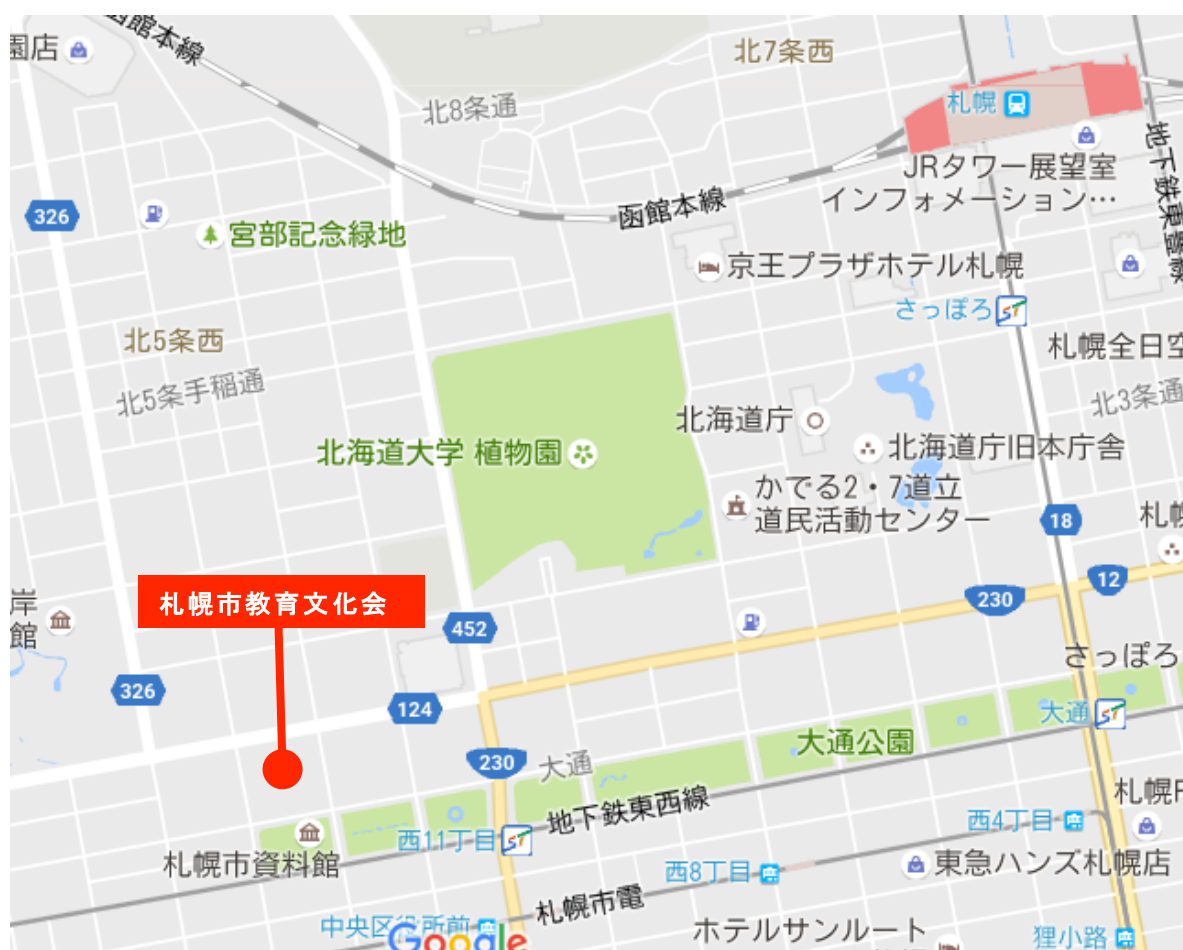 函館本線
園店
北7条西
北8条通
札幌
地下鉄東豊線
JRタワー展望室
インフォメーション…
326
函館本線
宮部記念緑地
京王プラザホテル札幌
さっぽろ
北5条西
札幌全日空
北5条手稲通
北3条通
北海道庁
北海道大学 植物園
北海道庁旧本庁舎
かでる2・7道立
道民活動センター
18
札幌
12
230
岸
館
札幌市教育文化会
452
さっぽろ
326
124
大通
大通公園
230
大通
地下鉄東西線
札幌P
西4丁目
西11丁目
札幌市資料館
西8丁目
東急ハンズ札幌店
札幌市電
中央区役所前
Google
ホテルサンルート
狸小路